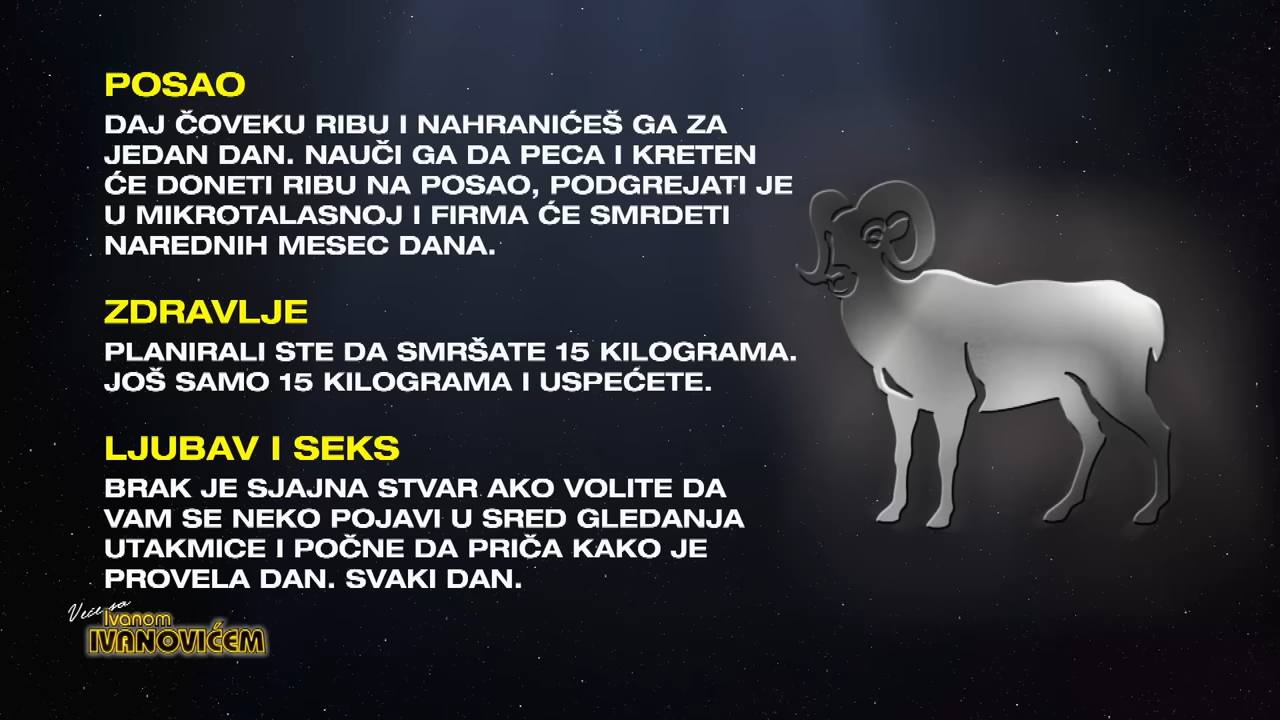 POSAO
DAJ ČOVEKU RIBU I NAHRANIĆEŠ GA ZA
JEDAN DAN. NAUČI GA DA PECA I KRETEN
ĆE DONETI RIBU NA POSAO, PODGREJATI JE
U MIKROTALASNOJ I FIRMA ĆE SMRDETI
NAREDNIH MESEC DANA.
ZDRAVLJE
PLANIRALI STE DA SMRŠATE 15 KILOGRAMA.
JOŠ SAMO 15 KILOGRAMA I USPEĆETE.
LJUBAV I SEKS
BRAK JE SJAJNA STVAR AKO VOLITE DA
VAM SE NEKO POJAVI U SRED GLEDANJA
UTAKMICE I POČNE DA PRIČA KAKO JE
PROVELA DAN. SVAKI DAN.
Veče sa
Ivanom
IVANOVIĆEM